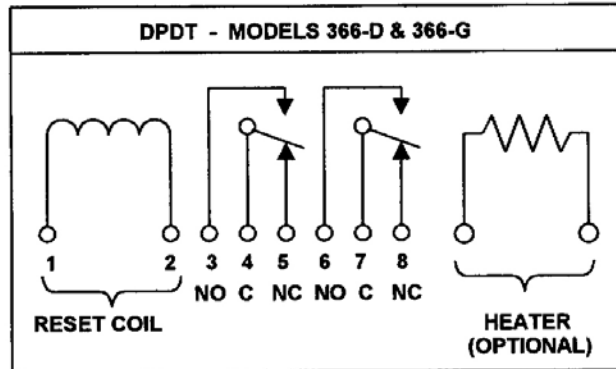 DPDT - MODELS 366-D & 366-G
1 2 3 4 5 6 7 8
NO C NC NO C NC
RESET COIL
HEATER
(OPTIONAL)